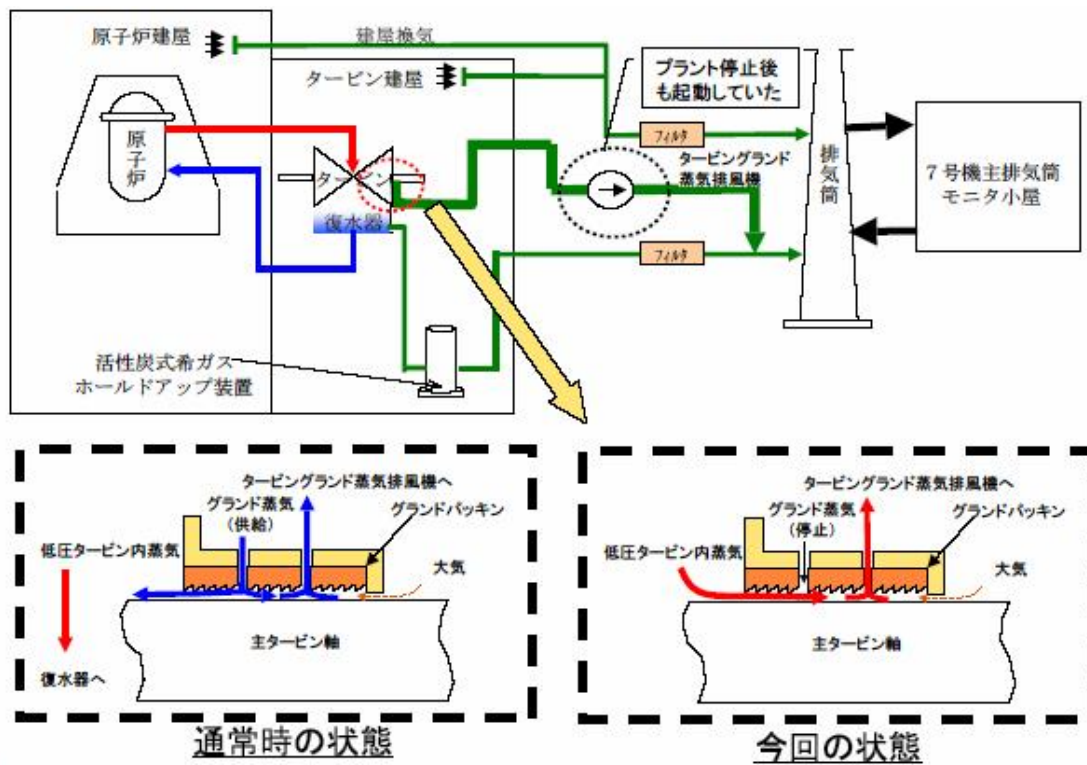 原子炉建屋
建屋換気
タービン建屋
プラント停止後
も起動していた
原子炉
タービン
復水器
フィルタ
タービングランド
蒸気排風機
フィルタ
排気筒
7号機主排気筒
モニタ小屋
活性炭式希ガス
ホールドアップ装置
タービングランド蒸気排風機へ
グランド蒸気
(供給)
グランドパッキン
低圧タービン内蒸気
大気
主タービン軸
復水器へ
通常時の状態
タービングランド蒸気排風機へ
グランド蒸気
(停止)
グランドパッキン
低圧タービン内蒸気
大気
主タービン軸
今回の状態